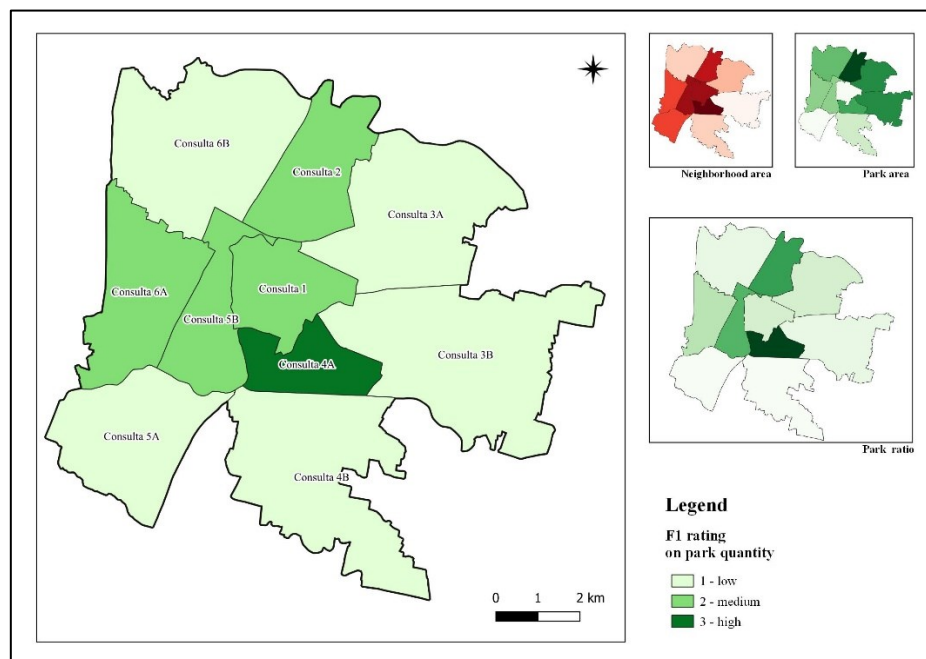 Consulta 6B
Consulta 2
Consulta 3A
Consulta 6A
Consulta 1
Consulta 5B
Consulta 3B
Consulta 4A
Consulta 5A
Consulta 4B
0 1 2 km
Neighborhood area
Park area
Park ratio
Legend
F1 rating
on park quantity
1 - low
2 - medium
3 - high